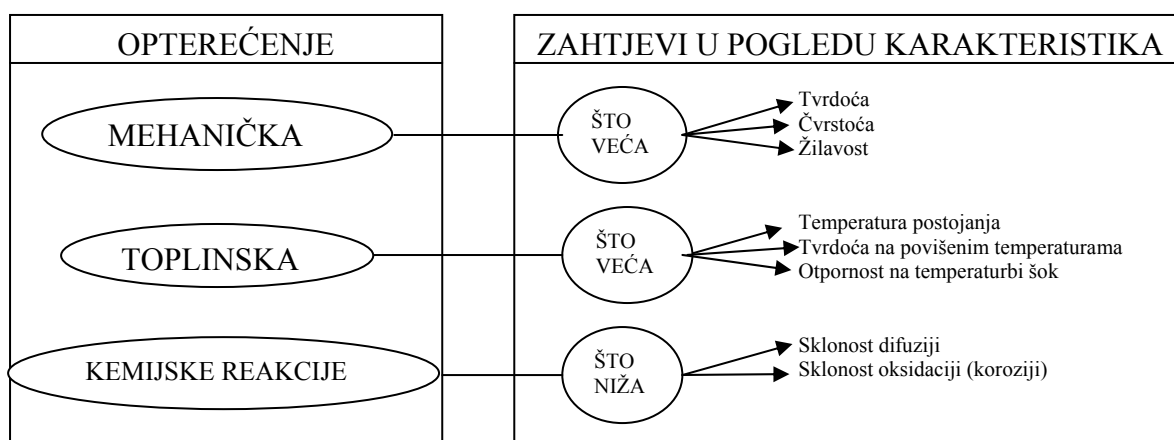 OPTEREĆENJE
ZAHTJEVI U POGLEDU KARAKTERISTIKA
MEHANIČKA
ŠTO
VEĆA
Tvrdoća
Čvrstoća
Žilavost
TOPLINSKA
ŠTO
VEĆA
Temperatura postojanja
Tvrdoća na povišenim temperaturama
Otpornost na temperaturbi šok
KEMIJSKE REAKCIJE
ŠTO
NIŽA
Sklonost difuziji
Sklonost oksidaciji (koroziji)